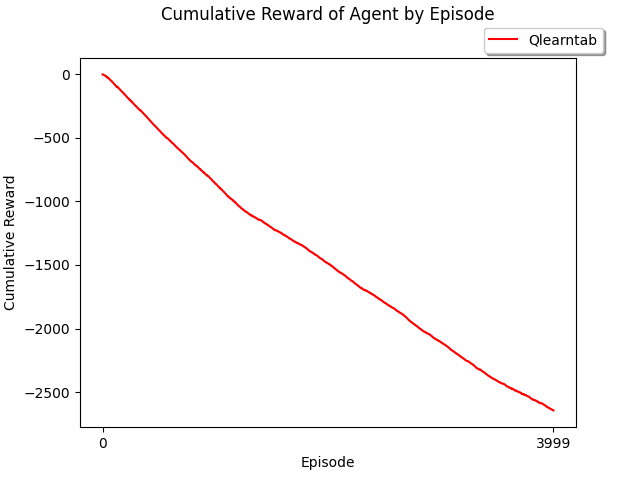 Cumulative Reward of Agent by Episode
Qlearntab
0
−500
−1000
−1500
−2000
−2500
Cumulative Reward
0
3999
Episode